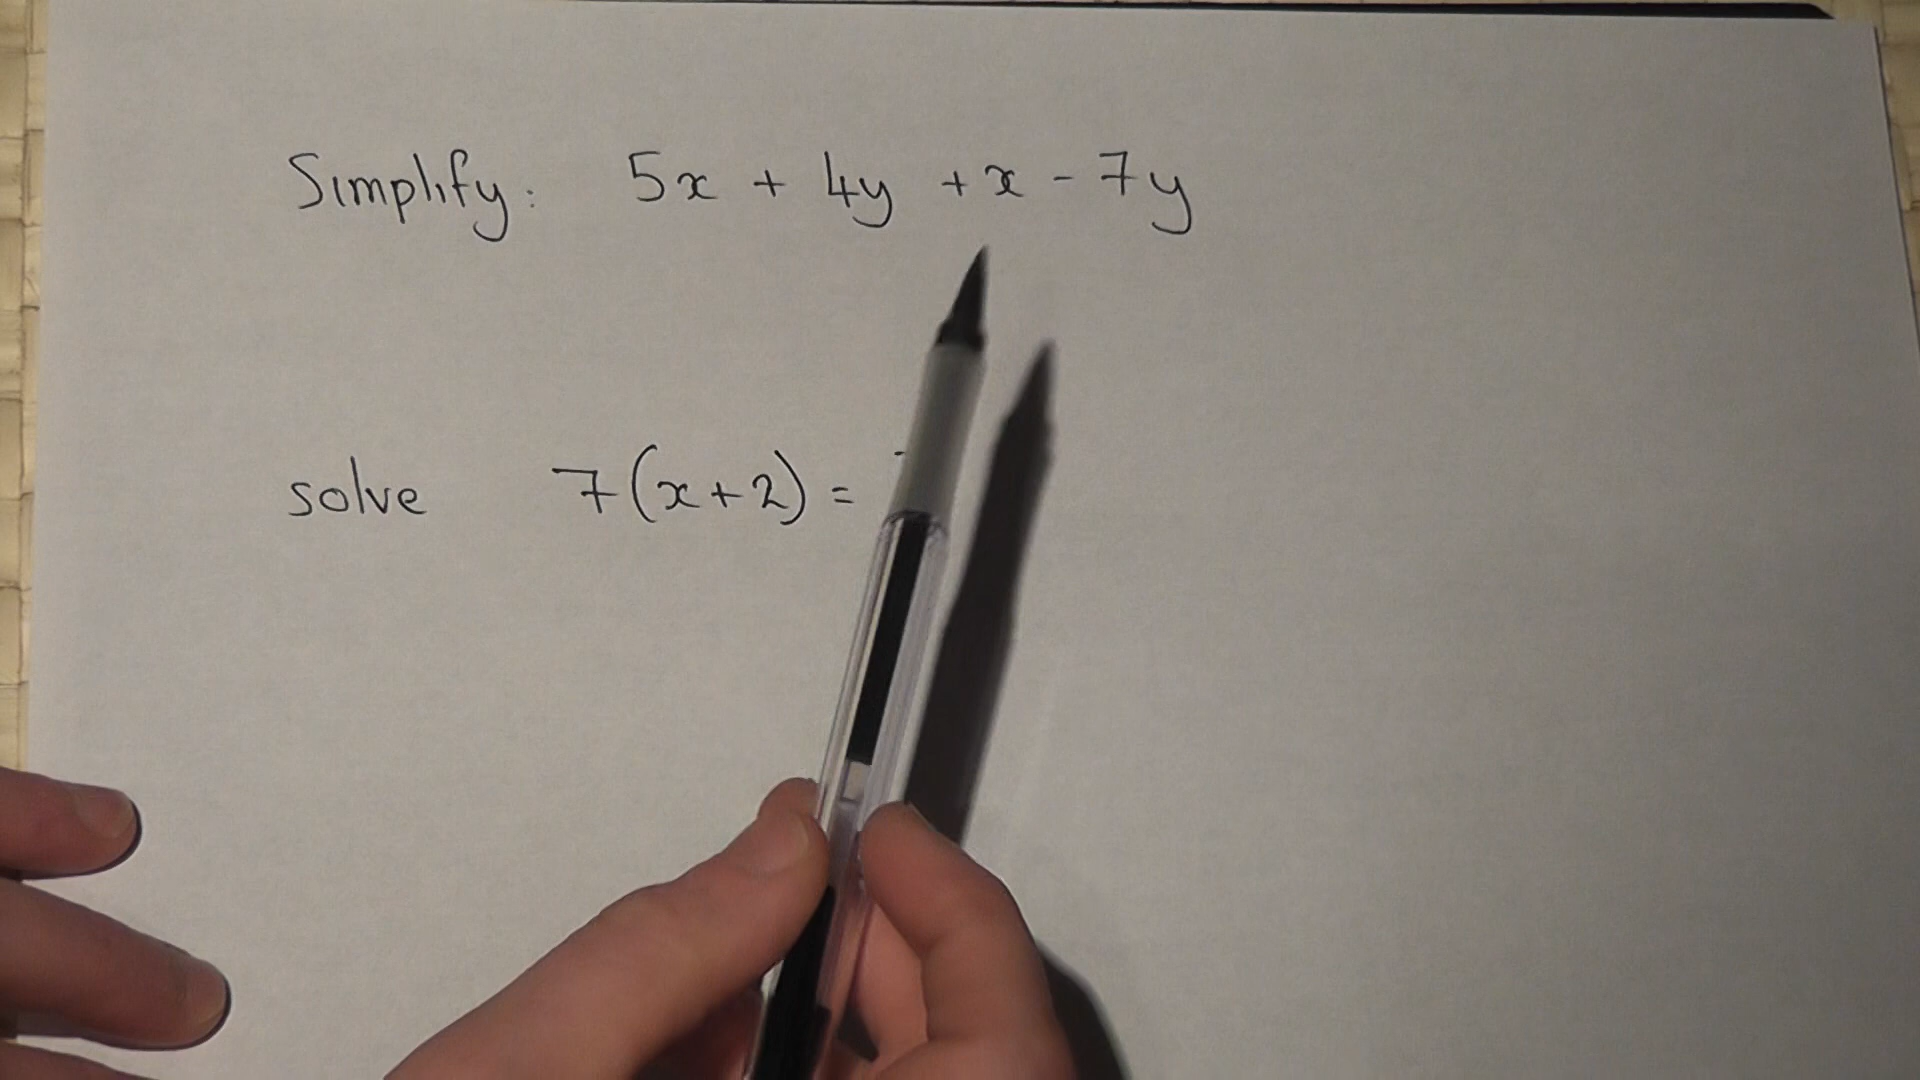 Simplify: 5x + 4y + x - 7y
solve 7(x+2) =